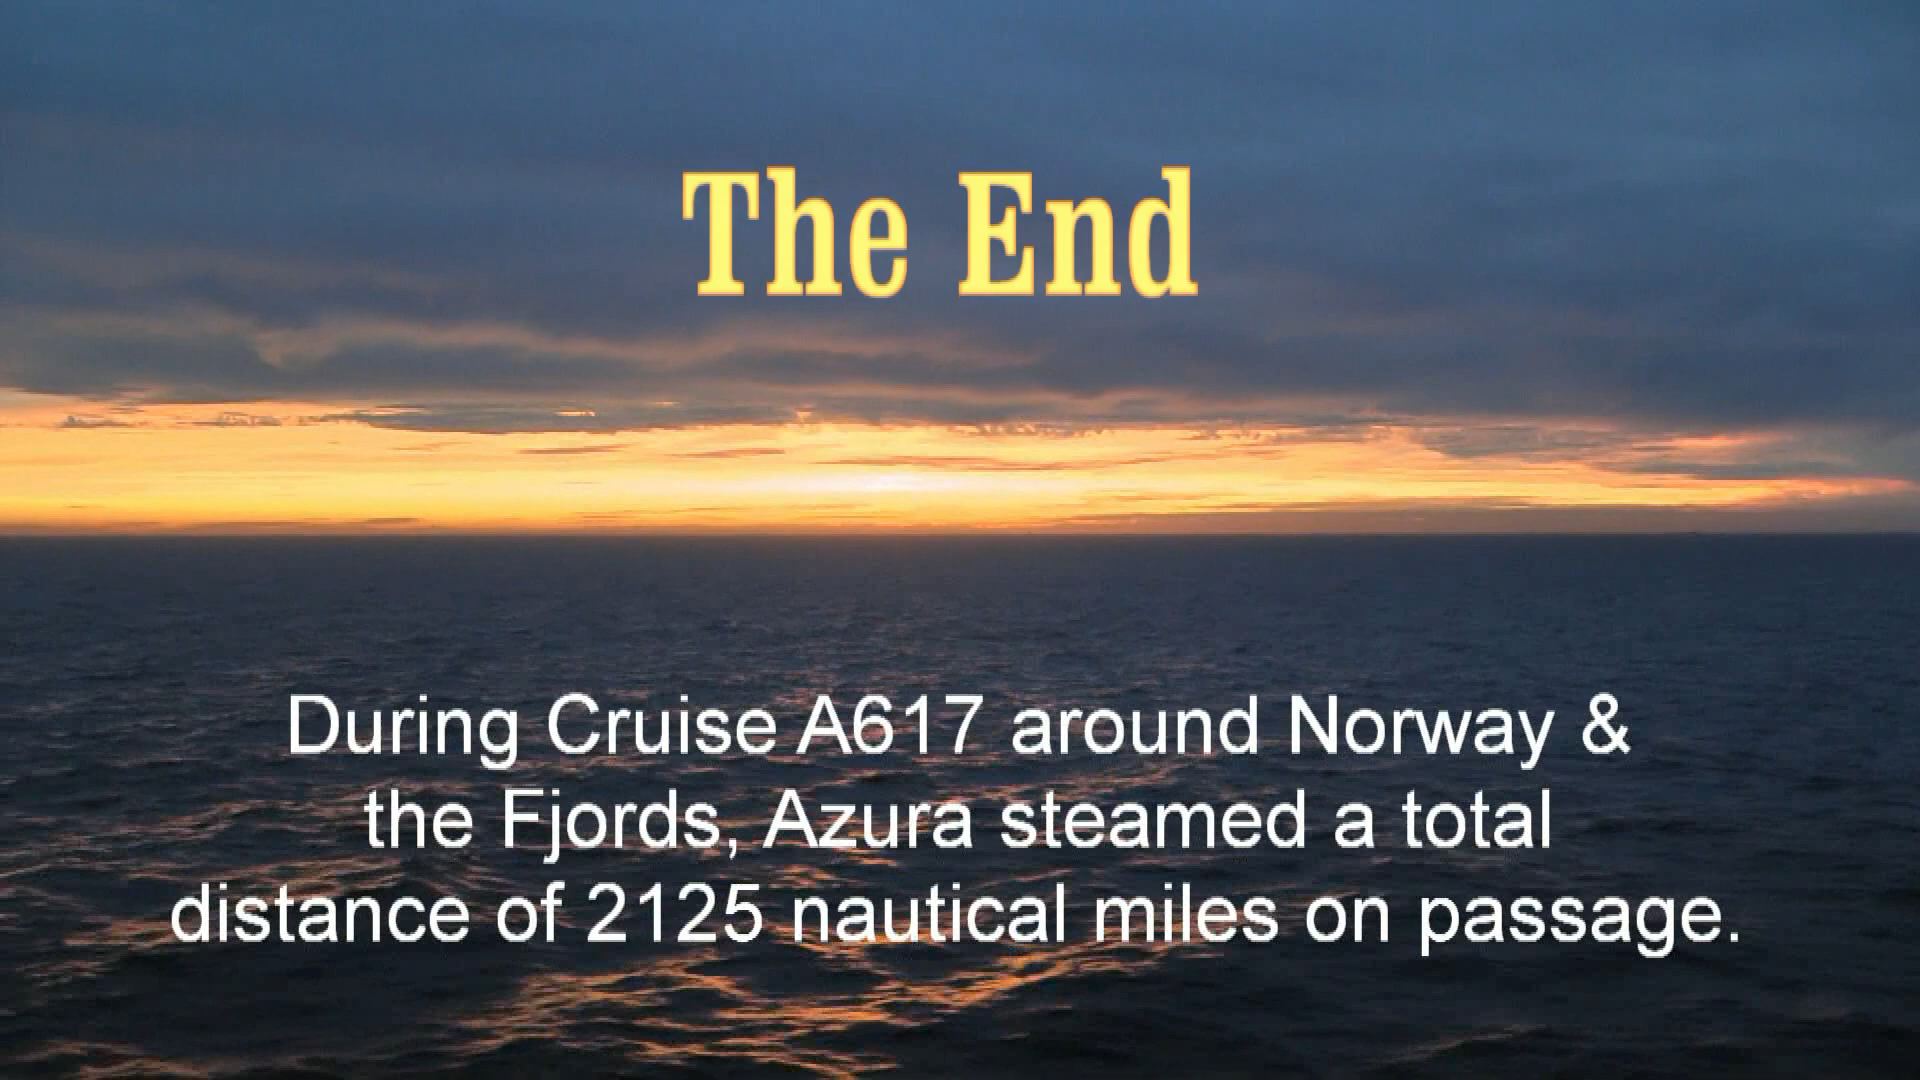 The End
During Cruise A617 around Norway &
the Fjords, Azura steamed a total
distance of 2125 nautical miles on passage.